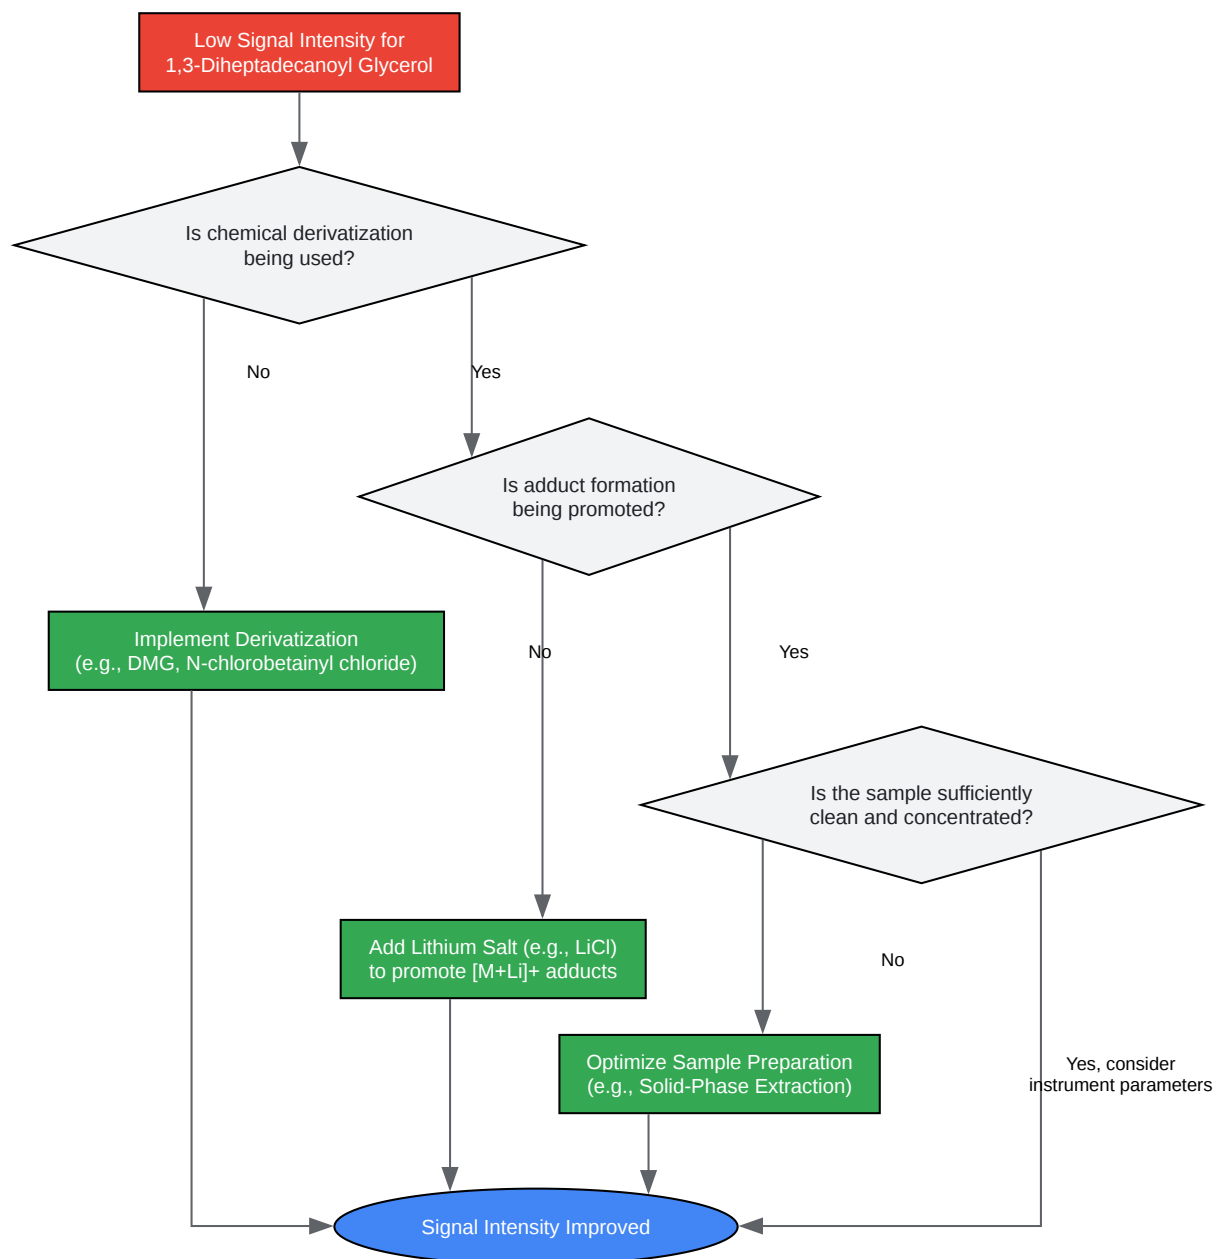 Low Signal Intensity for
1,3-Diheptadecanoyl Glycerol
Is chemical derivatization
being used?
No
Yes
Is adduct formation
being promoted?
Implement Derivatization
(e.g., DMG, N-chlorobetainyl chloride)
No
Yes
Is the sample sufficiently
clean and concentrated?
Add Lithium Salt (e.g., LiCl)
to promote [M+Li]+ adducts
No
Optimize Sample Preparation
(e.g., Solid-Phase Extraction)
Yes, consider
instrument parameters
Signal Intensity Improved